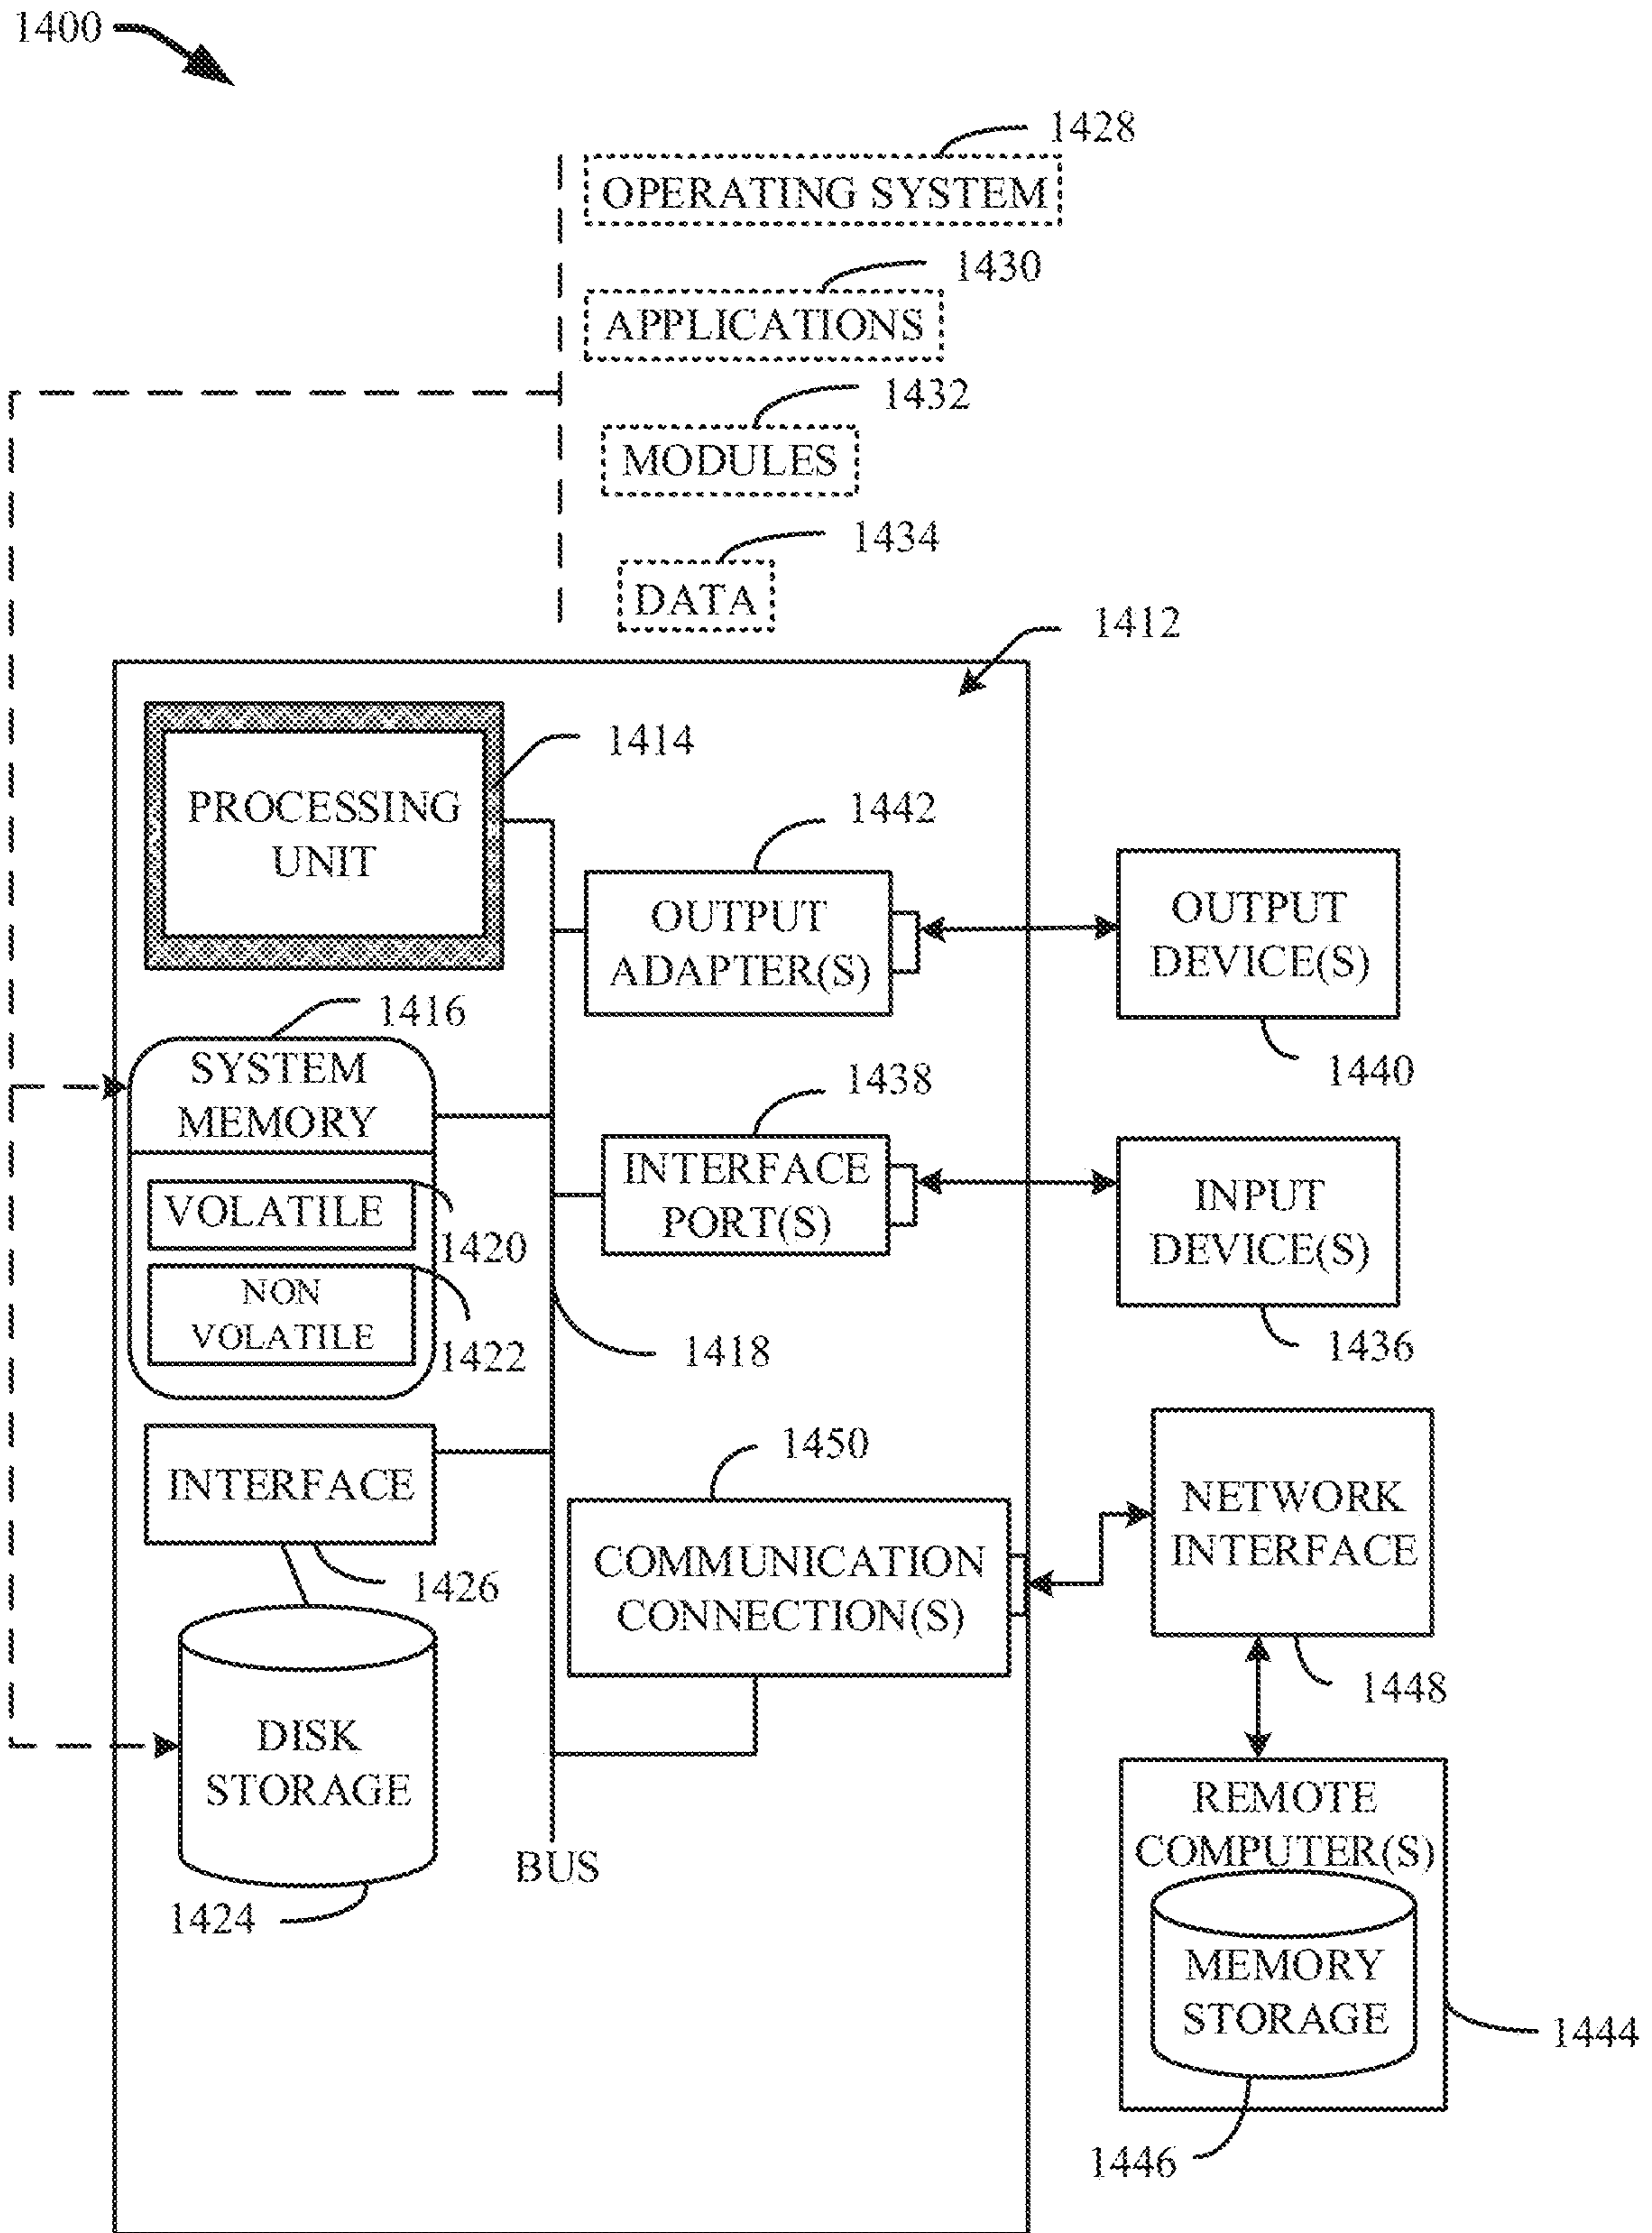 1400
1428
OPERATING SYSTEM
1430
APPLICATIONS
1432
MODULES
1434
DATA
1412
1414
PROCESSING
UNIT
1442
OUTPUT
ADAPTER(S)
OUTPUT
DEVICE(S)
1440
1416
SYSTEM
MEMORY
VOLATILE
1420
NON
VOLATILE
1422
1438
INTERFACE
PORT(S)
INPUT
DEVICE(S)
1436
1418
INTERFACE
1426
1450
COMMUNICATION
CONNECTION(S)
NETWORK
INTERFACE
1448
DISK
STORAGE
1424
BUS
REMOTE
COMPUTER(S)
MEMORY
STORAGE
1444
1446